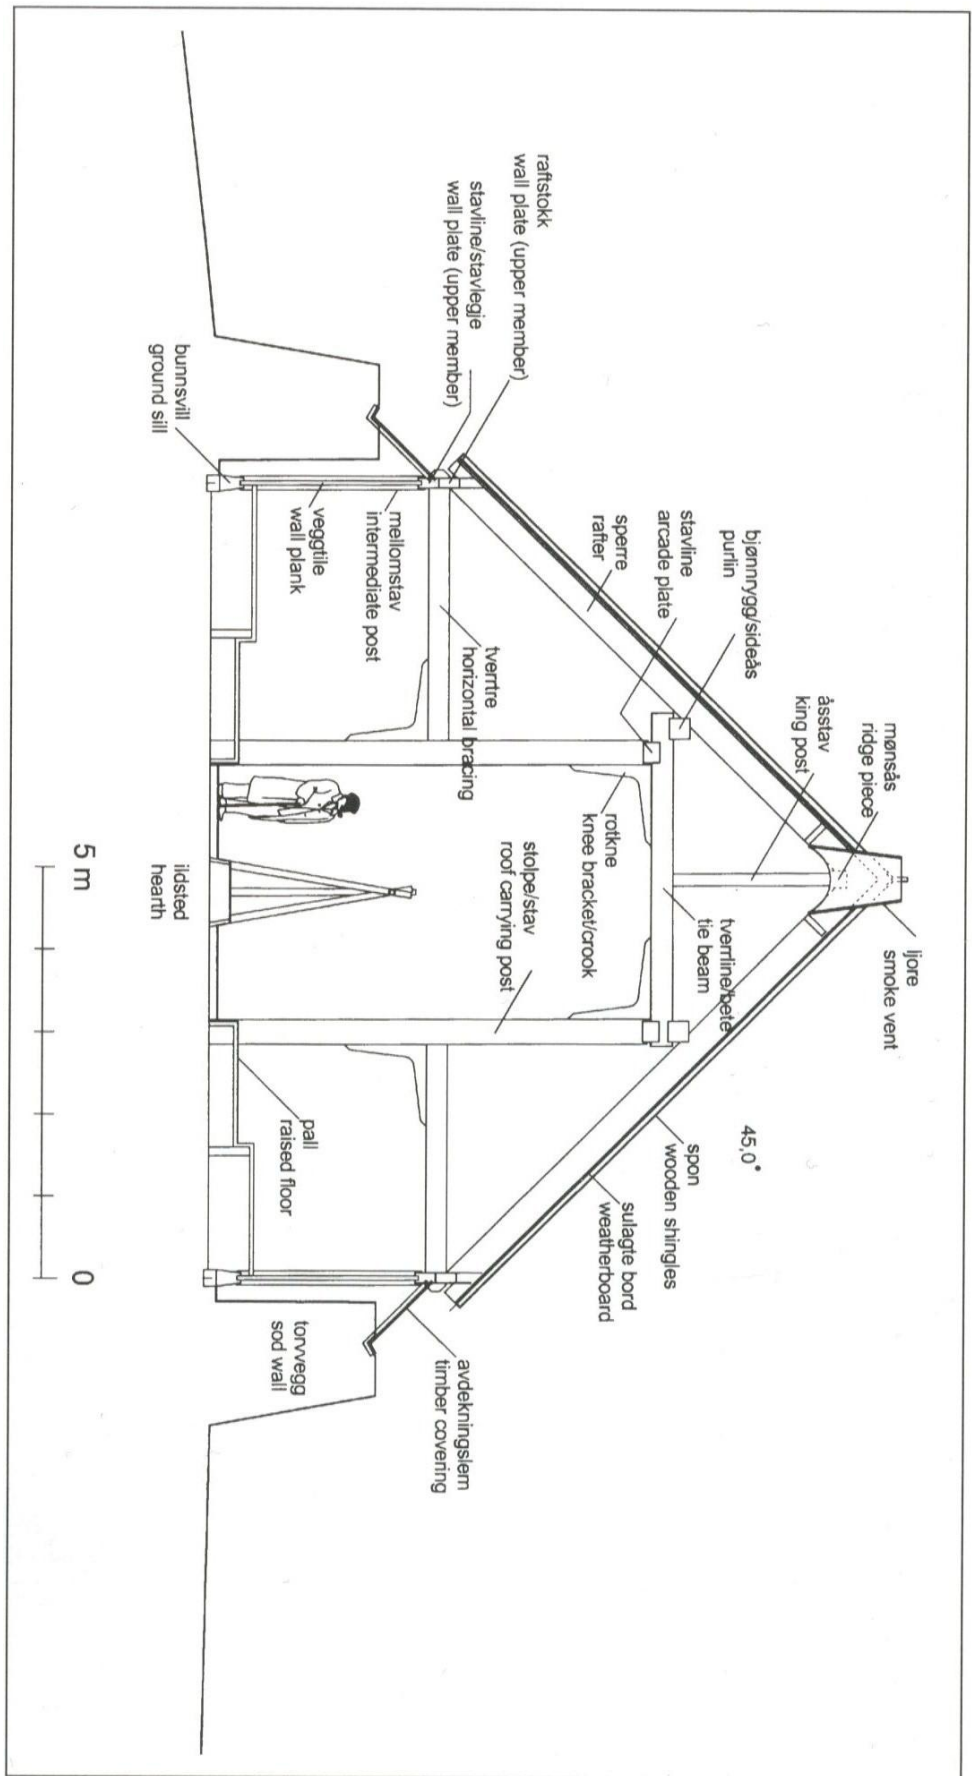 mønsås
ridge piece
åsstav
king post
bjønnrygg/sideås
purlin
stavline
arcade plate
sperre
rafter
raftstokk
wall plate (upper member)
stavline/stavlegje
wall plate (upper member)
bunnsvill
ground sill
veggtile
wall plank
mellomstav
intermediate post
tverrtre
horizontal bracing
rotkne
knee bracket/crook
stolpe/stav
roof carrying post
ildsted
hearth
tverrline/bete
tie beam
ljore
smoke vent
45,0°
spon
wooden shingles
sulagte bord
weatherboard
pall
raised floor
avdekningslem
timber covering
torvvegg
sod wall
5 m
0